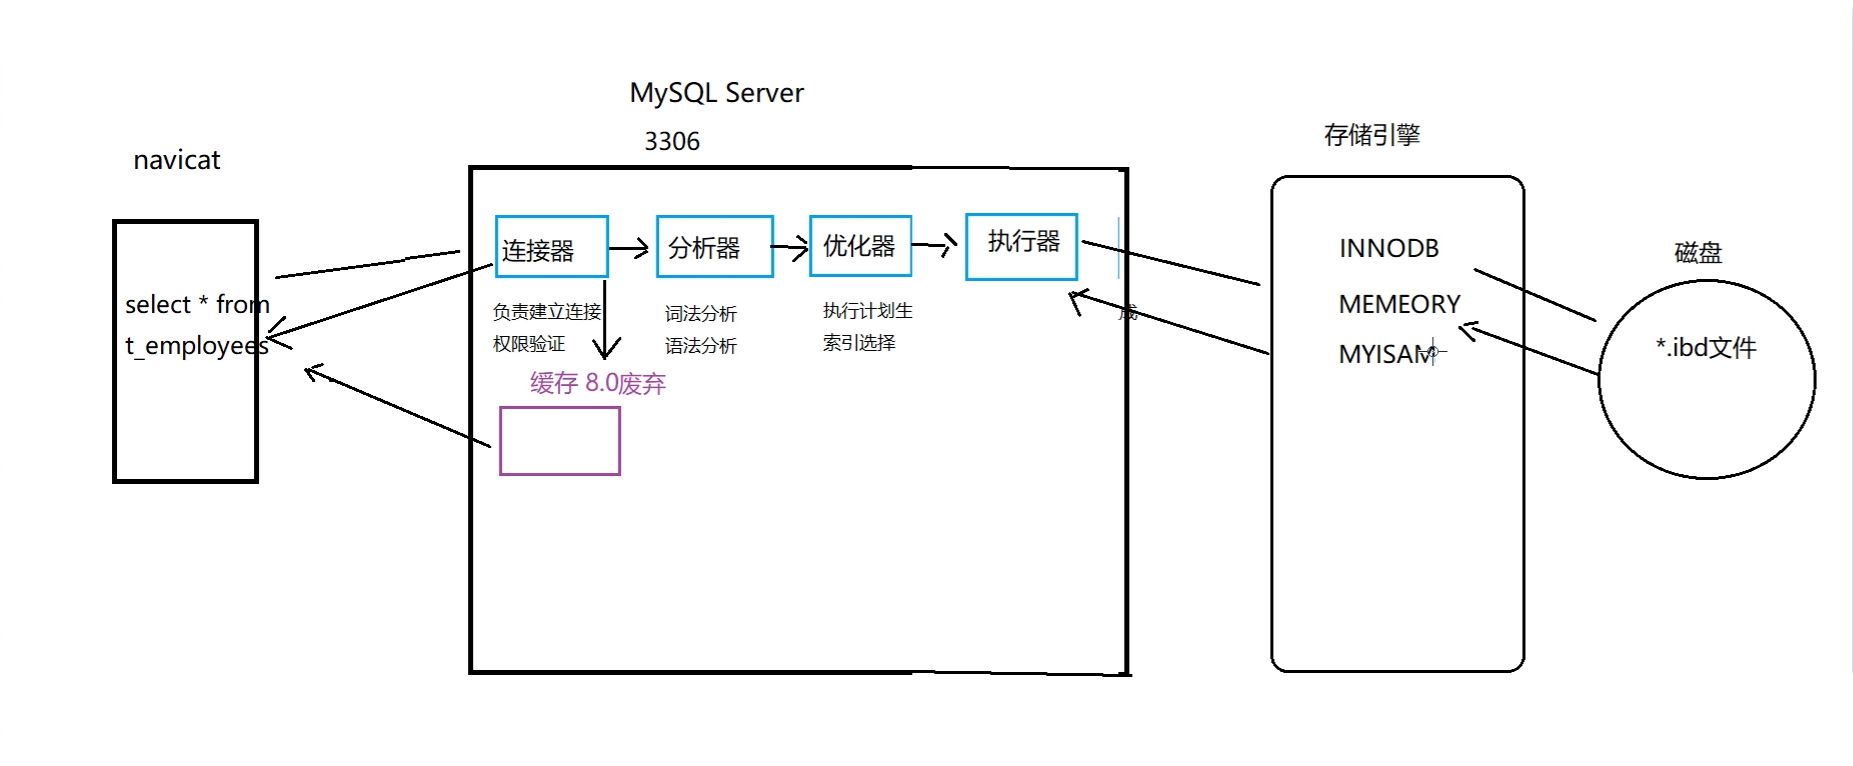 MySQL Server
3306
navicat
select * from
t_employees
连接器
分析器
优化器
执行器
负责建立连接
权限验证
词法分析
语法分析
执行计划生
成
索引选择
缓存 8.0废弃
存储引擎
INNODB
MEMEORY
MYISAM
磁盘
*.ibd文件